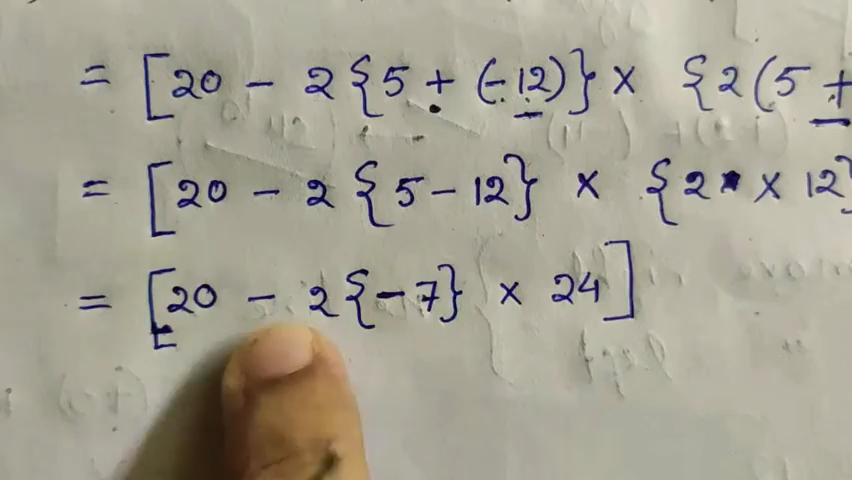 = [20 - 2{5 + (-12)} × {2(5 +
= [20 - 2{5 - 12} × {2 × 12}
= [20 - 2{-7} × 24]